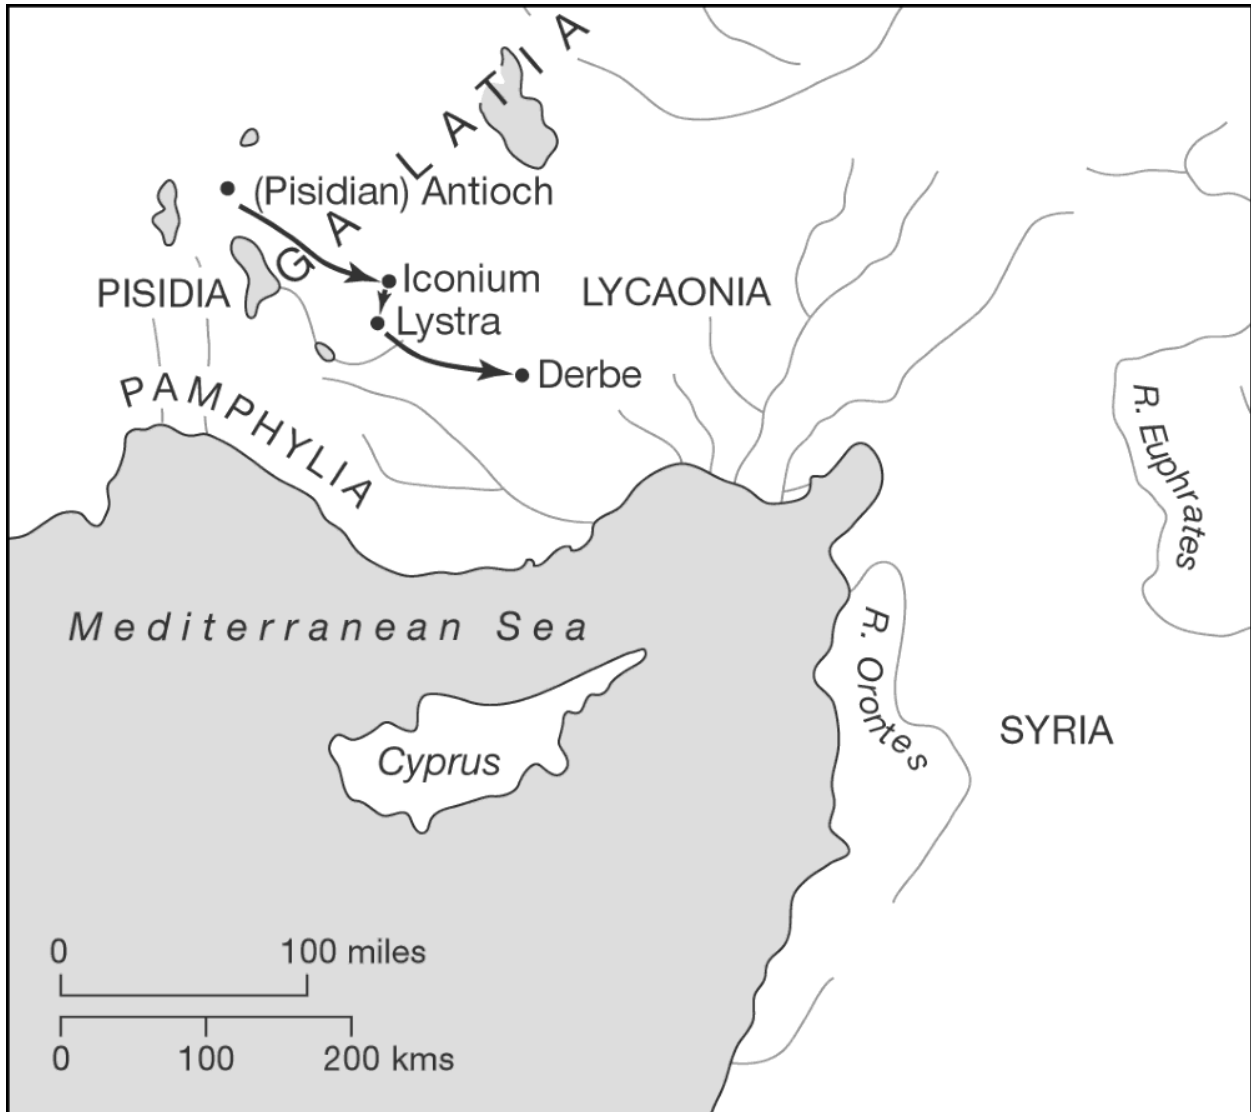 GALATIA
(Pisidian) Antioch
Iconium
PISIDIA
LYCAONIA
Lystra
Derbe
PAMPHYLIA
R. Euphrates
Mediterranean Sea
R. Orontes
SYRIA
Cyprus
0 100 miles
0 100 200 kms